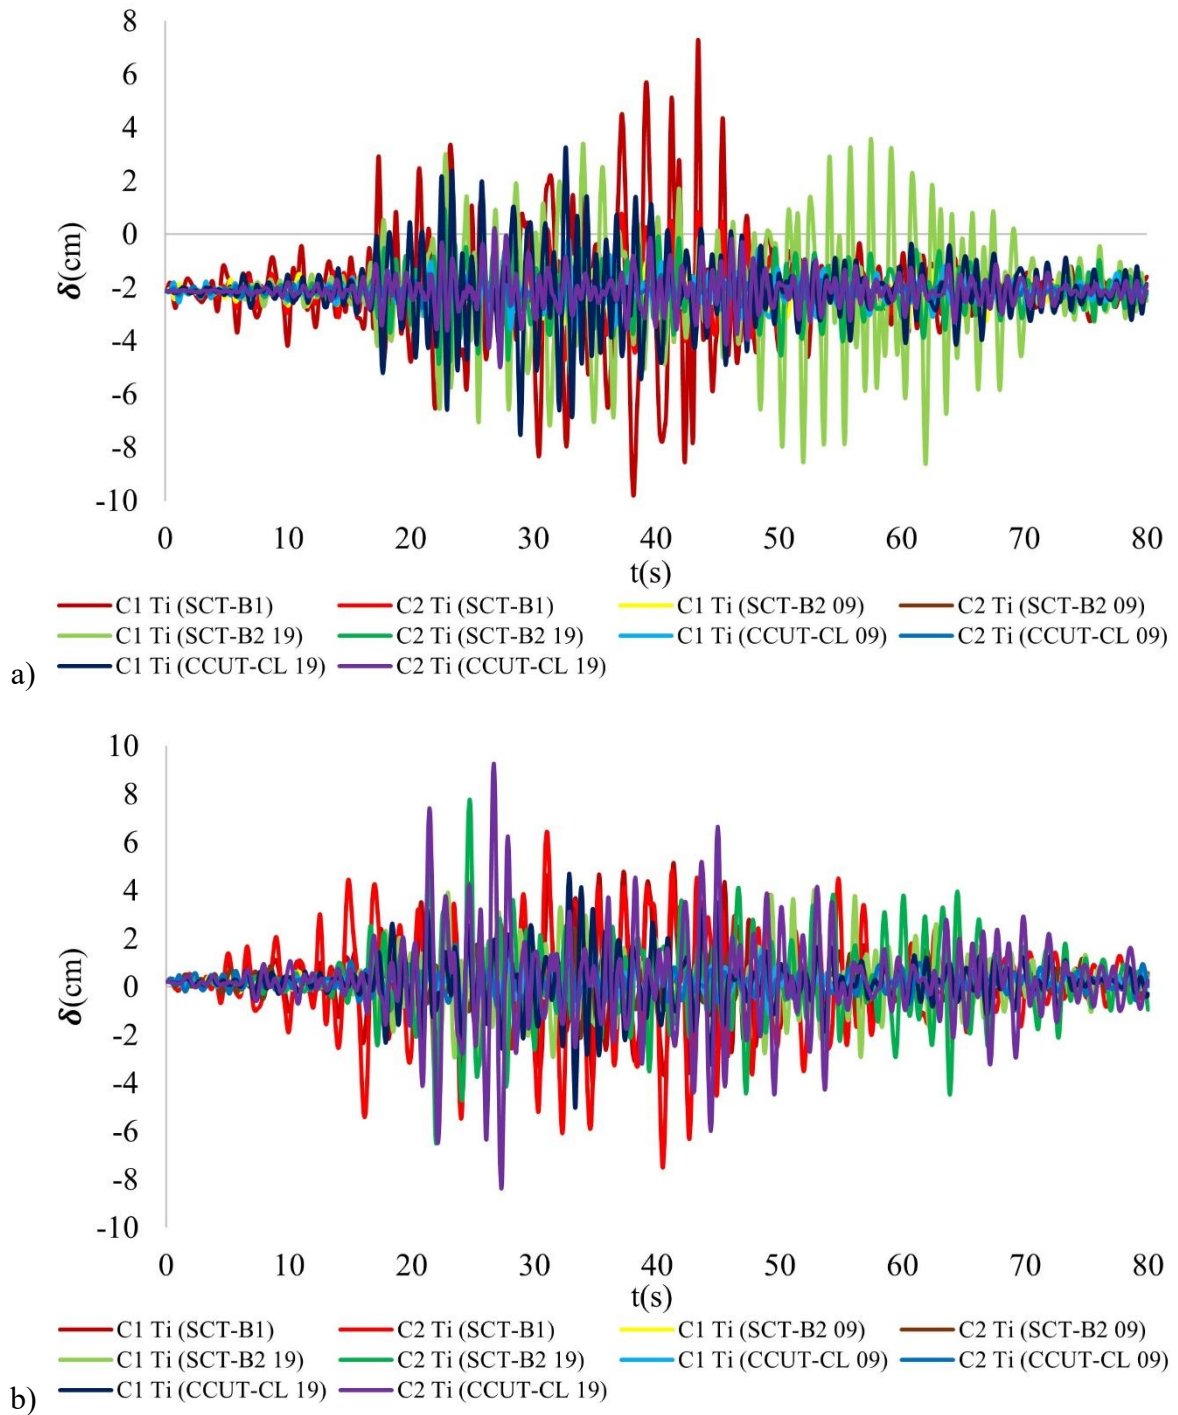 8
6
4
2
0
-2
-4
-6
-8
-10
δ(cm)
0 10 20 30 40 50 60 70 80
t(s)
C1 Ti (SCT-B1) C2 Ti (SCT-B1) C1 Ti (SCT-B2 09) C2 Ti (SCT-B2 09)
C1 Ti (SCT-B2 19) C2 Ti (SCT-B2 19) C1 Ti (CCUT-CL 09) C2 Ti (CCUT-CL 09)
C1 Ti (CCUT-CL 19) C2 Ti (CCUT-CL 19)
a)
10
8
6
4
2
0
-2
-4
-6
-8
-10
δ(cm)
0 10 20 30 40 50 60 70 80
t(s)
C1 Ti (SCT-B1) C2 Ti (SCT-B1) C1 Ti (SCT-B2 09) C2 Ti (SCT-B2 09)
C1 Ti (SCT-B2 19) C2 Ti (SCT-B2 19) C1 Ti (CCUT-CL 09) C2 Ti (CCUT-CL 09)
C1 Ti (CCUT-CL 19) C2 Ti (CCUT-CL 19)
b)